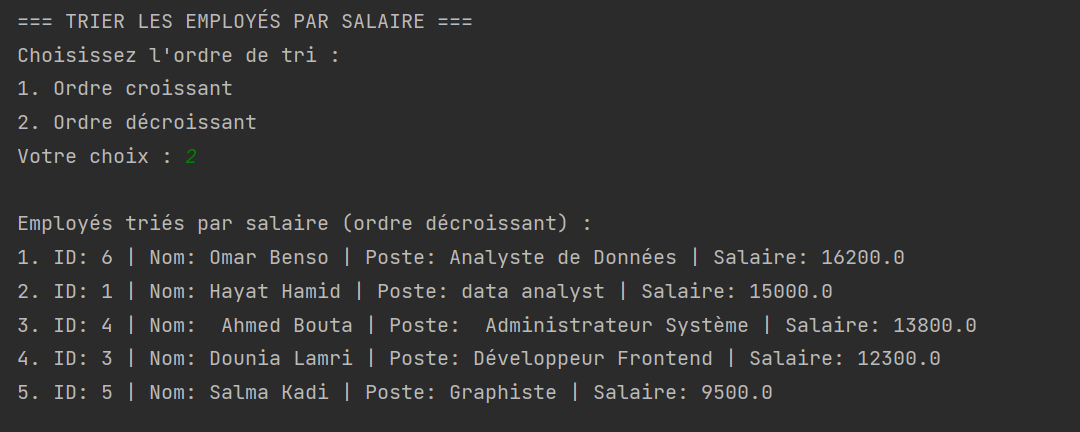 === TRIER LES EMPLOYÉS PAR SALAIRE ===
Choisissez l'ordre de tri :
1. Ordre croissant
2. Ordre décroissant
Votre choix : 2
Employés triés par salaire (ordre décroissant) :
1. ID: 6 | Nom: Omar Benso | Poste: Analyste de Données | Salaire: 16200.0
2. ID: 1 | Nom: Hayat Hamid | Poste: data analyst | Salaire: 15000.0
3. ID: 4 | Nom:  Ahmed Bouta | Poste:  Administrateur Système | Salaire: 13800.0
4. ID: 3 | Nom: Dounia Lamri | Poste: Développeur Frontend | Salaire: 12300.0
5. ID: 5 | Nom: Salma Kadi | Poste: Graphiste | Salaire: 9500.0